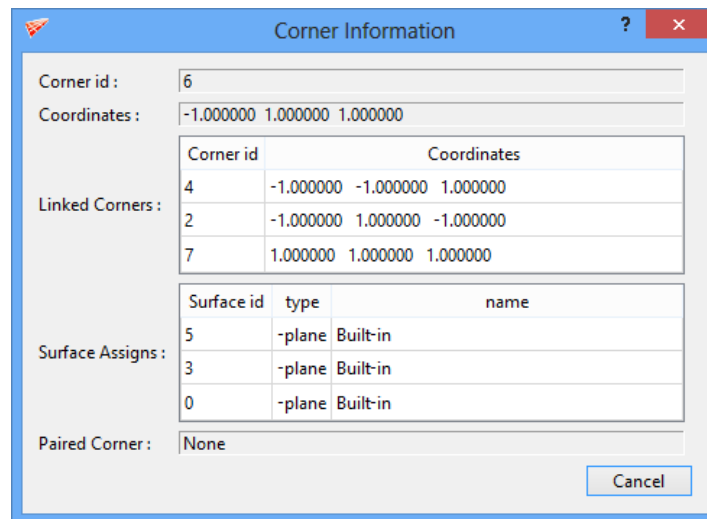 Corner Information ? ×
Corner id : 6
Coordinates : -1.000000 1.000000 1.000000
Linked Corners :
Corner id Coordinates
4 -1.000000 -1.000000 1.000000
2 -1.000000 1.000000 -1.000000
7 1.000000 1.000000 1.000000
Surface Assigns :
Surface id type name
5 -plane Built-in
3 -plane Built-in
0 -plane Built-in
Paired Corner : None
Cancel